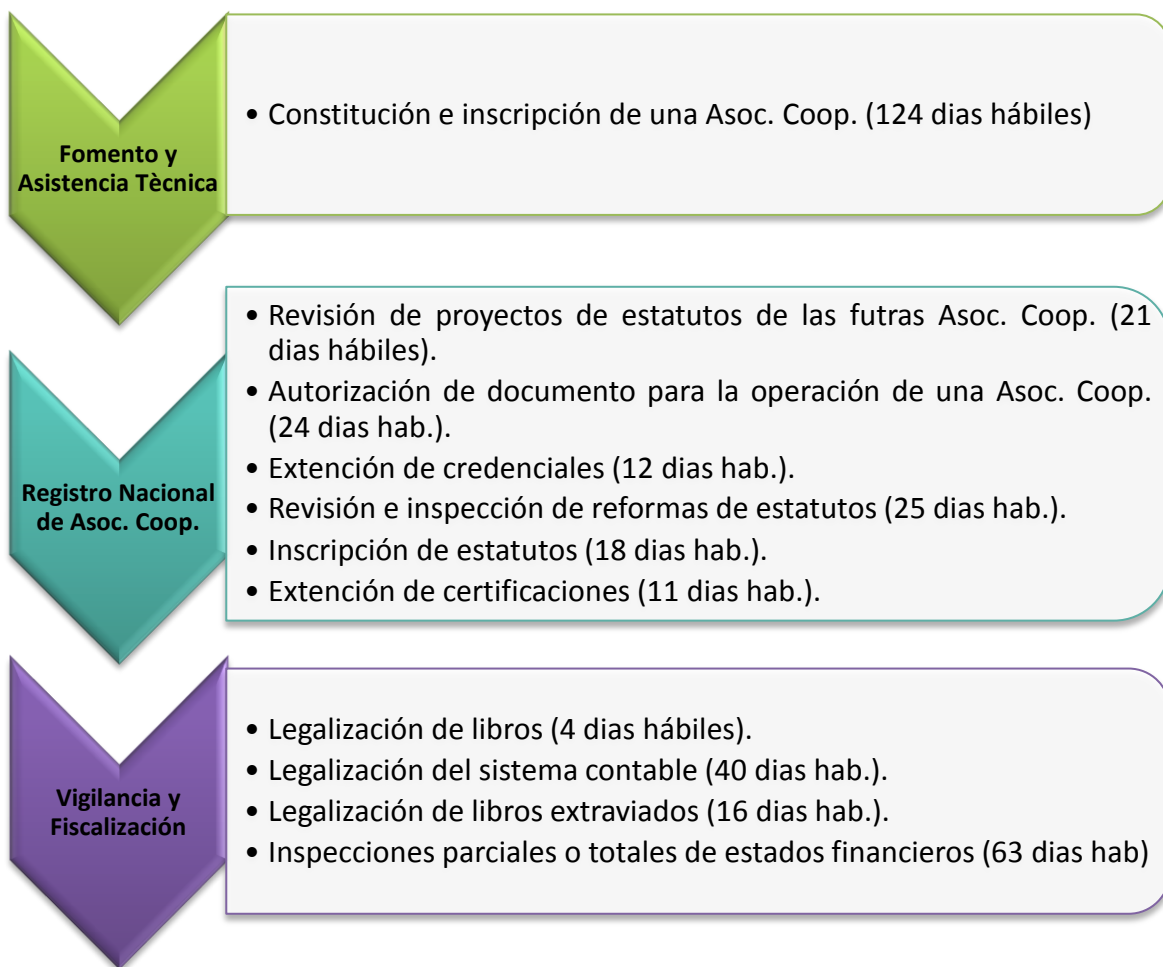 Fomento y
Asistencia Tècnica
• Constitución e inscripción de una Asoc. Coop. (124 dias hábiles)
Registro Nacional
de Asoc. Coop.
• Revisión de proyectos de estatutos de las futras Asoc. Coop. (21
dias hábiles).
• Autorización de documento para la operación de una Asoc. Coop.
(24 dias hab.).
• Extención de credenciales (12 dias hab.).
• Revisión e inspección de reformas de estatutos (25 dias hab.).
• Inscripción de estatutos (18 dias hab.).
• Extención de certificaciones (11 dias hab.).
Vigilancia y
Fiscalización
• Legalización de libros (4 dias hábiles).
• Legalización del sistema contable (40 dias hab.).
• Legalización de libros extraviados (16 dias hab.).
• Inspecciones parciales o totales de estados financieros (63 dias hab)